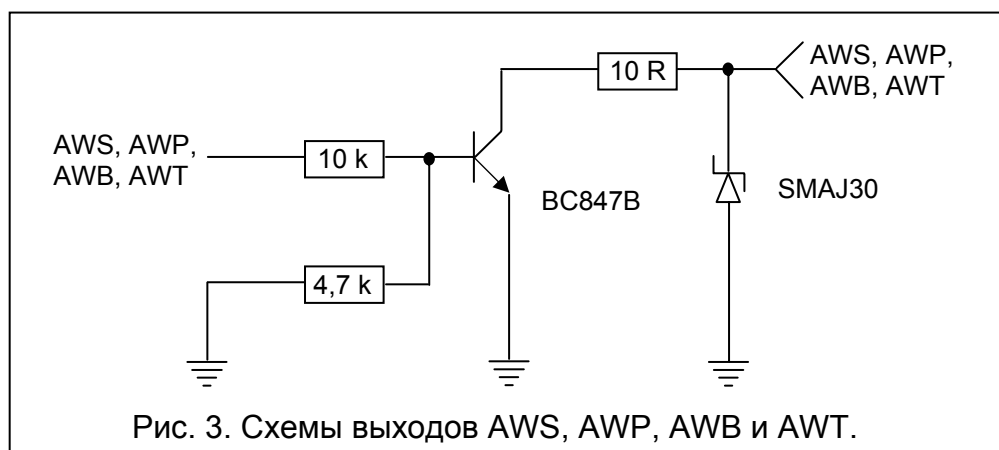 10 R
AWS, AWP,
AWB, AWT
AWS, AWP,
AWB, AWT
10 k
BC847B
SMAJ30
4,7 k
Рис. 3. Схемы выходов AWS, AWP, AWB и AWT.